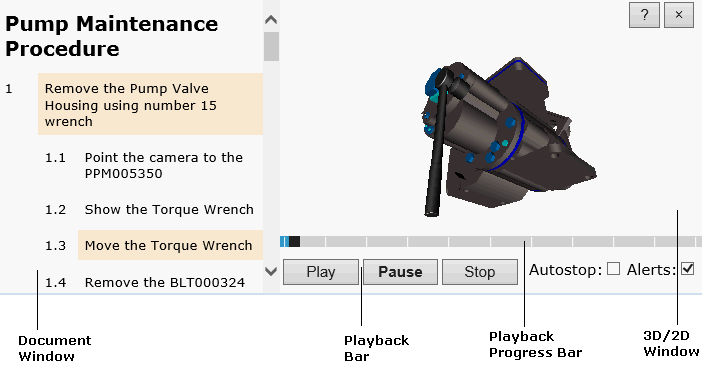 Pump Maintenance
Procedure
1 Remove the Pump Valve
Housing using number 15
wrench
1.1 Point the camera to the
PPM005350
1.2 Show the Torque Wrench
1.3 Move the Torque Wrench
1.4 Remove the BLT000324
? ×
Play Pause Stop Autostop: Alerts:
Document
Window
Playback
Bar
Playback
Progress Bar
3D/2D
Window